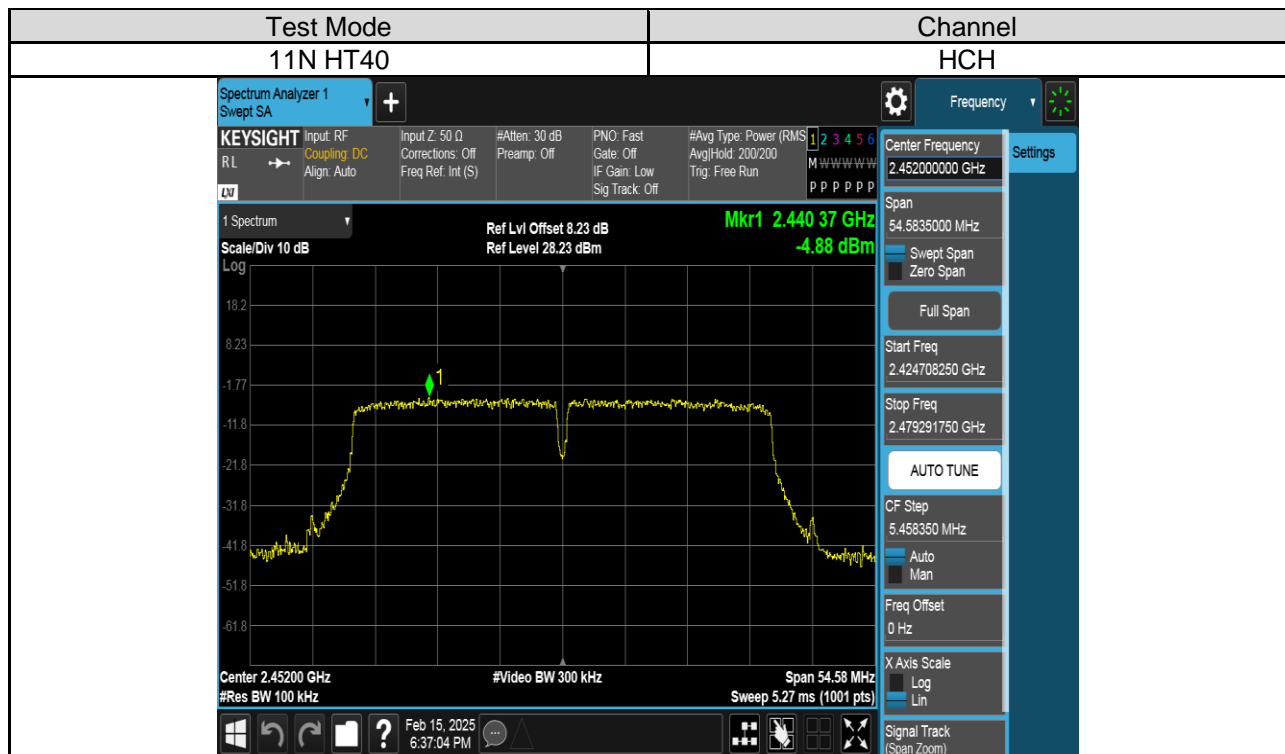 Test Mode Channel
11N HT40 HCH
Spectrum Analyzer 1
Swept SA
Frequency
KEYSIGHT
R L
LXI
Input: RF
Coupling: DC
Align: Auto
Input Z: 50 Ω
Corrections: Off
Freq Ref: Int (S)
#Atten: 30 dB
Preamp: Off
PNO: Fast
Gate: Off
IF Gain: Low
Sig Track: Off
#Avg Type: Power (RMS
Avg|Hold: 200/200
Trig: Free Run
1 2 3 4 5 6
M W W W W W
P P P P P P
1 Spectrum
Scale/Div 10 dB
Log
Ref Lvl Offset 8.23 dB
Ref Level 28.23 dBm
Mkr1 2.440 37 GHz
-4.88 dBm
18.2
8.23
-1.77
-11.8
-21.8
-31.8
-41.8
-51.8
-61.8
1
Center 2.45200 GHz
#Res BW 100 kHz
#Video BW 300 kHz
Span 54.58 MHz
Sweep 5.27 ms (1001 pts)
Center Frequency
2.452000000 GHz
Span
54.5835000 MHz
Swept Span
Zero Span
Full Span
Start Freq
2.424708250 GHz
Stop Freq
2.479291750 GHz
AUTO TUNE
CF Step
5.458350 MHz
Auto
Man
Freq Offset
0 Hz
X Axis Scale
Log
Lin
Signal Track
(Span Zoom)
Settings
?
Feb 15, 2025
6:37:04 PM